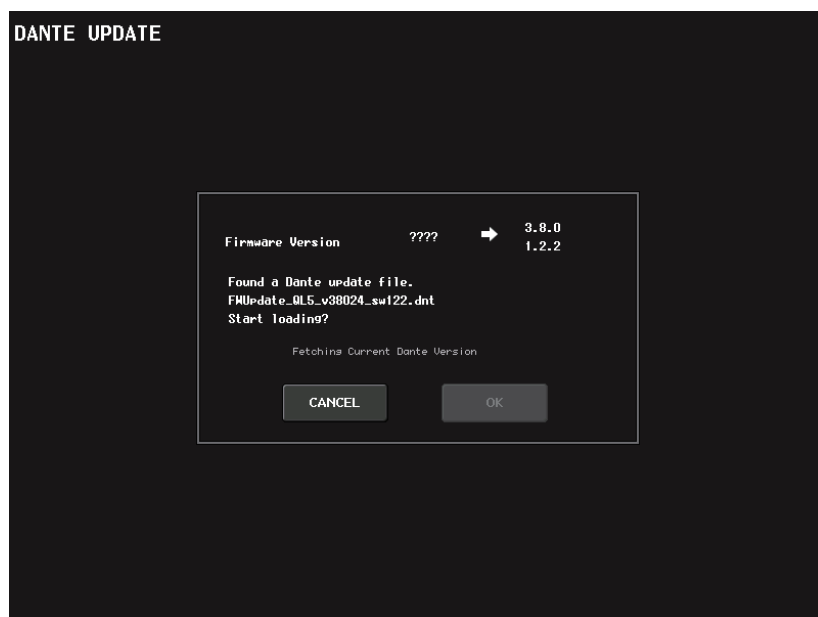 DANTE UPDATE
Firmware Version ???? 3.8.0
1.2.2
Found a Dante update file.
FWUpdate_QL5_v38024_sw122.dnt
Start loading?
Fetching Current Dante Version
CANCEL OK